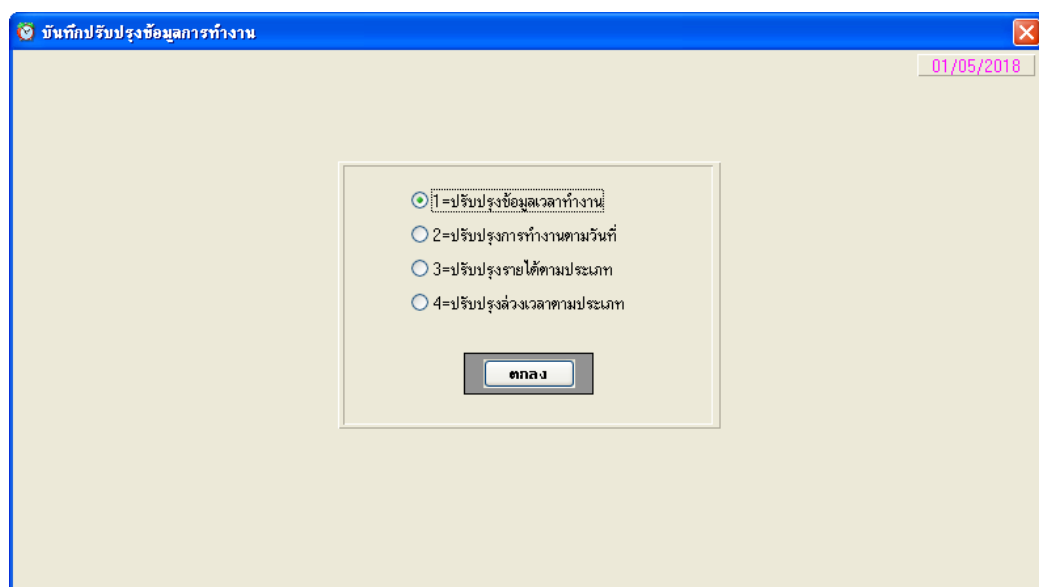 บันทึกปรับปรุงข้อมูลการทำงาน
01/05/2018
1=ปรับปรุงข้อมูลเวลาทำงาน
2=ปรับปรุงการทำงานตามวันที่
3=ปรับปรุงรายได้ตามประเภท
4=ปรับปรุงล่วงเวลาตามประเภท
ตกลง